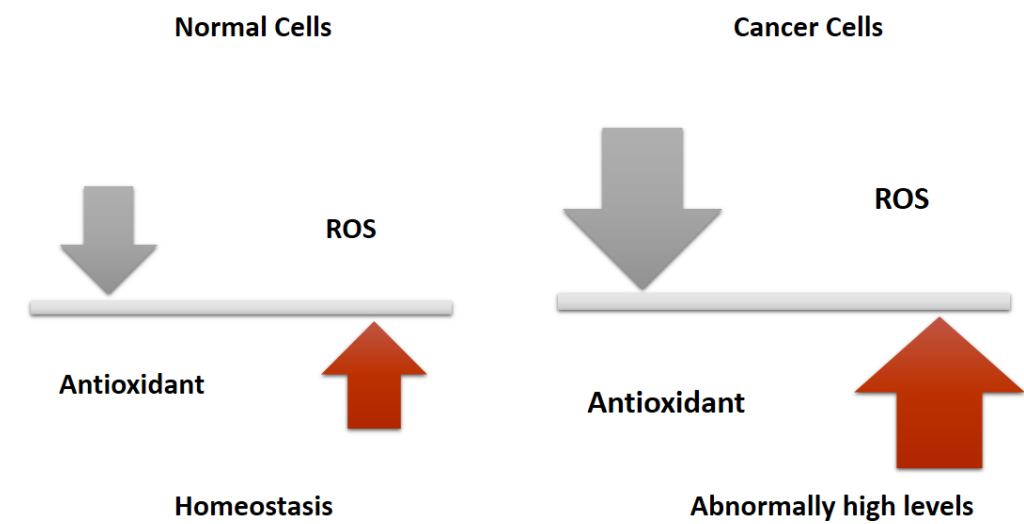 Normal Cells
Cancer Cells
ROS
ROS
Antioxidant
Antioxidant
Homeostasis
Abnormally high levels